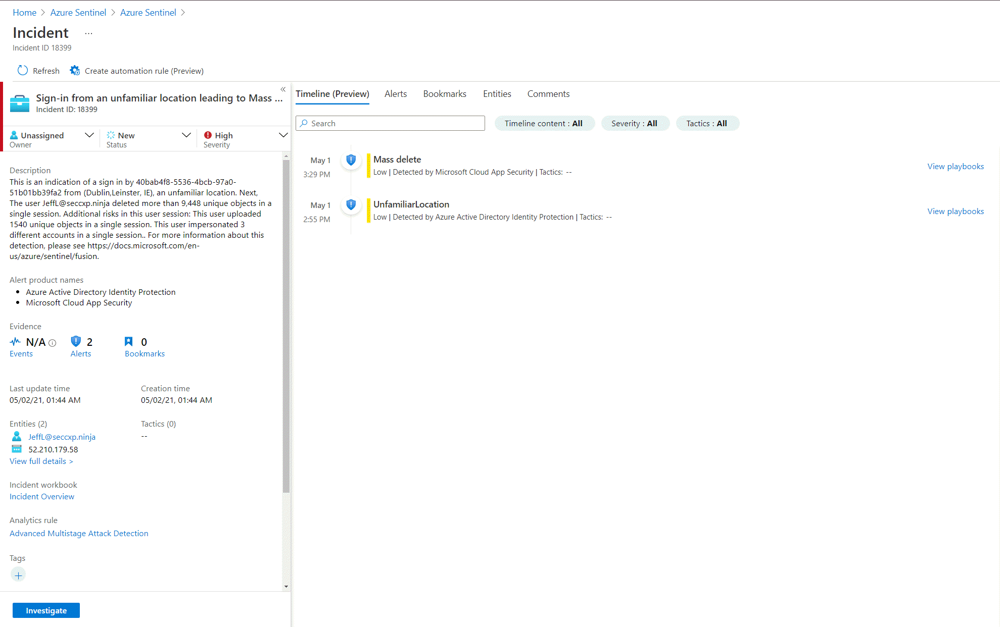 Home > Azure Sentinel > Azure Sentinel >
Incident ...
Incident ID 18399
Refresh Create automation rule (Preview)
«
Sign-in from an unfamiliar location leading to Mass ...
Incident ID: 18399
Unassigned New High
Owner Status Severity
Description
This is an indication of a sign in by 40bab4f8-5536-4bcb-97a0-
51b01bb39fa2 from (Dublin,Leinster, IE), an unfamiliar location. Next,
The user JeffL@seccxp.ninja deleted more than 9,448 unique objects in a
single session. Additional risks in this user session: This user uploaded
1540 unique objects in a single session. This user impersonated 3
different accounts in a single session.. For more information about this
detection, please see https://docs.microsoft.com/en-
us/azure/sentinel/fusion.
Alert product names
• Azure Active Directory Identity Protection
• Microsoft Cloud App Security
Evidence
N/A 2 0
Events Alerts Bookmarks
Last update time Creation time
05/02/21, 01:44 AM 05/02/21, 01:44 AM
Entities (2) Tactics (0)
JeffL@seccxp.ninja --
52.210.179.58
View full details >
Incident workbook
Incident Overview
Analytics rule
Advanced Multistage Attack Detection
Tags
+
Investigate
Timeline (Preview) Alerts Bookmarks Entities Comments
Search Timeline content : All Severity : All Tactics : All
May 1 Mass delete
3:29 PM Low | Detected by Microsoft Cloud App Security | Tactics: --
View playbooks
May 1 UnfamiliarLocation
2:55 PM Low | Detected by Azure Active Directory Identity Protection | Tactics: --
View playbooks